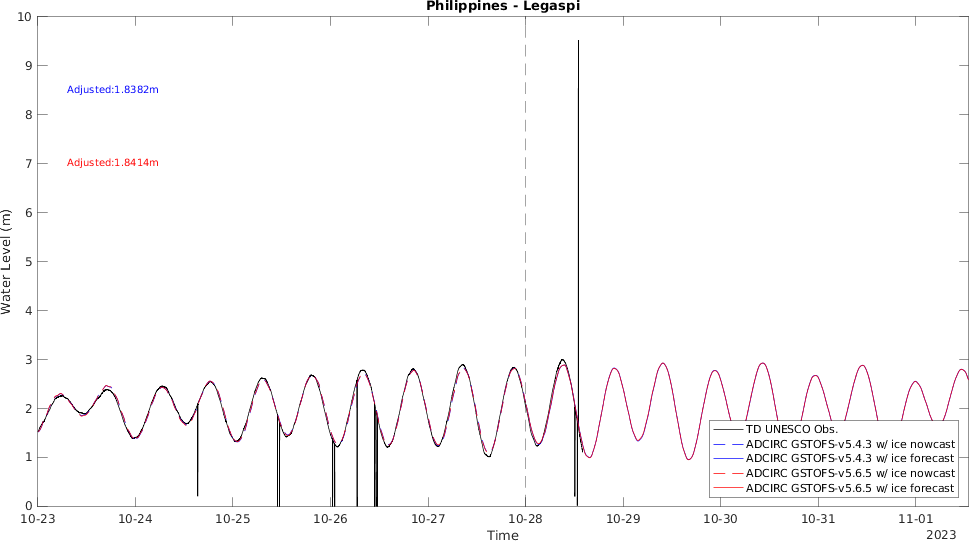 Philippines - Legaspi
10
9
8
7
6
5
4
3
2
1
0
Water Level (m)
Adjusted:1.8382m
Adjusted:1.8414m
TD UNESCO Obs.
ADCIRC GSTOFS-v5.4.3 w/ ice nowcast
ADCIRC GSTOFS-v5.4.3 w/ ice forecast
ADCIRC GSTOFS-v5.6.5 w/ ice nowcast
ADCIRC GSTOFS-v5.6.5 w/ ice forecast
10-23 10-24 10-25 10-26 10-27 10-28 10-29 10-30 10-31 11-01
Time
2023